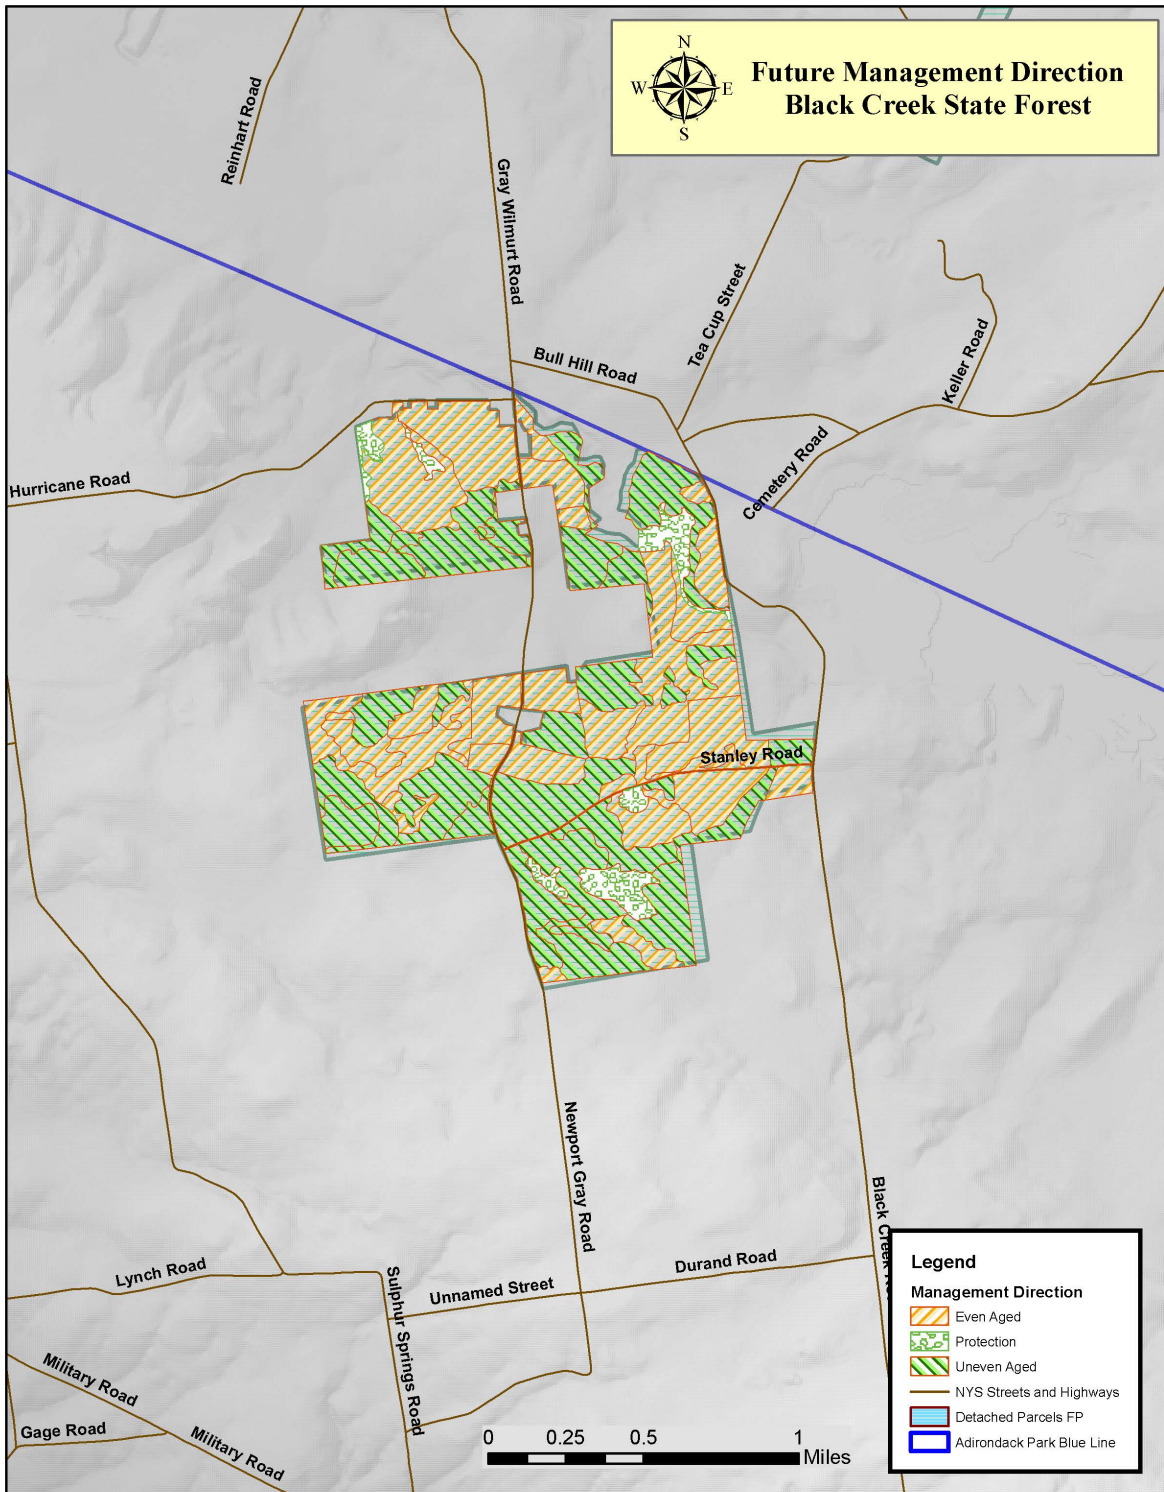 N
W
E
S
Future Management Direction
Black Creek State Forest
Reinhart Road
Gray Wilmurt Road
Tea Cup Street
Bull Hill Road
Keller Road
Hurricane Road
Cemetery Road
Stanley Road
Newport Gray Road
Black Creek
Lynch Road
Sulphur Springs Road
Unnamed Street
Durand Road
Military Road
Gage Road
Military Road
0
0.25
0.5
1
Miles
Legend
Management Direction
Even Aged
Protection
Uneven Aged
NYS Streets and Highways
Detached Parcels FP
Adirondack Park Blue Line